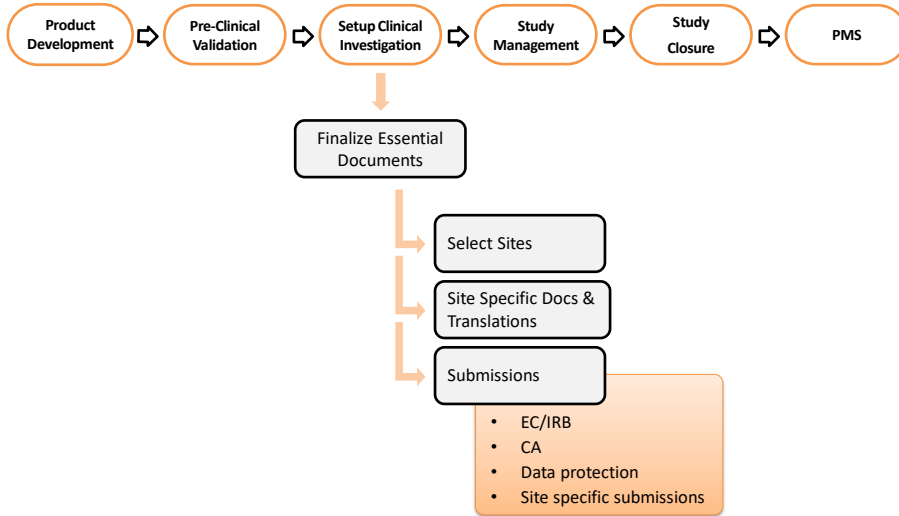 Product
Development
Pre-Clinical
Validation
Setup Clinical
Investigation
Study
Management
Study
Closure
PMS
Finalize Essential
Documents
Select Sites
Site Specific Docs &
Translations
Submissions
• EC/IRB
• CA
• Data protection
• Site specific submissions